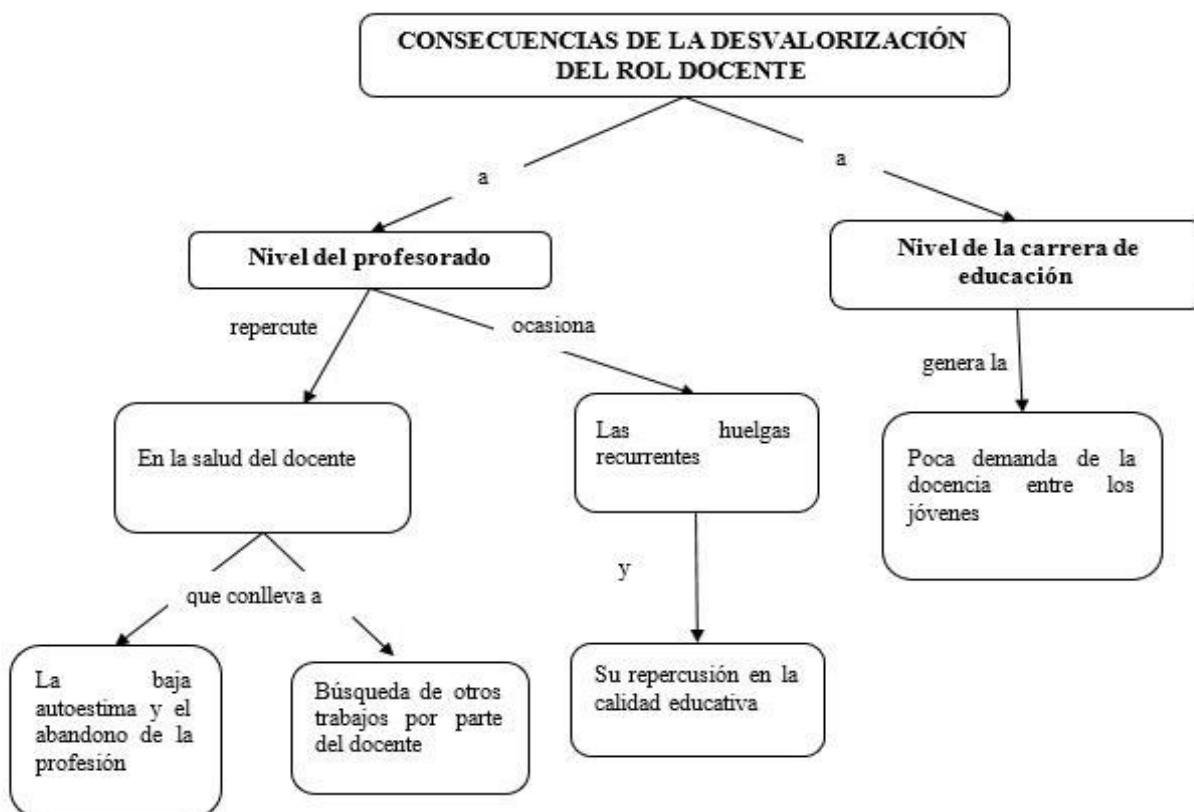 CONSECUENCIAS DE LA DESVALORIZACIÓN
DEL ROL DOCENTE
a
a
Nivel del profesorado
Nivel de la carrera de
educación
repercute
ocasiona
genera la
En la salud del docente
Las huelgas
recurrentes
Poca demanda de la
docencia entre los
jóvenes
que conlleva a
y
La baja
autoestima y el
abandono de la
profesión
Búsqueda de otros
trabajos por parte
del docente
Su repercusión en la
calidad educativa